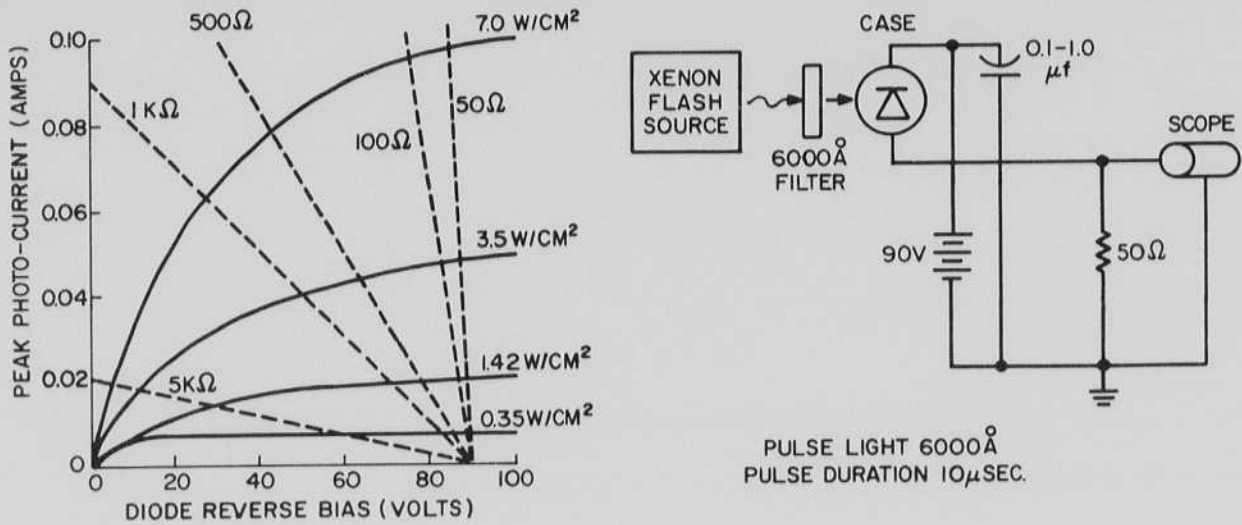 PEAK PHOTO-CURRENT (AMPS)
0.10
0.08
0.06
0.04
0.02
0
500Ω
7.0 W/CM²
1KΩ
100Ω
50Ω
3.5 W/CM²
1.42 W/CM²
5KΩ
0.35 W/CM²
0 20 40 60 80 100
DIODE REVERSE BIAS (VOLTS)
CASE
0.1-1.0
μf
XENON
FLASH
SOURCE
6000Å
FILTER
SCOPE
90V
50Ω
PULSE LIGHT 6000Å
PULSE DURATION 10μSEC.